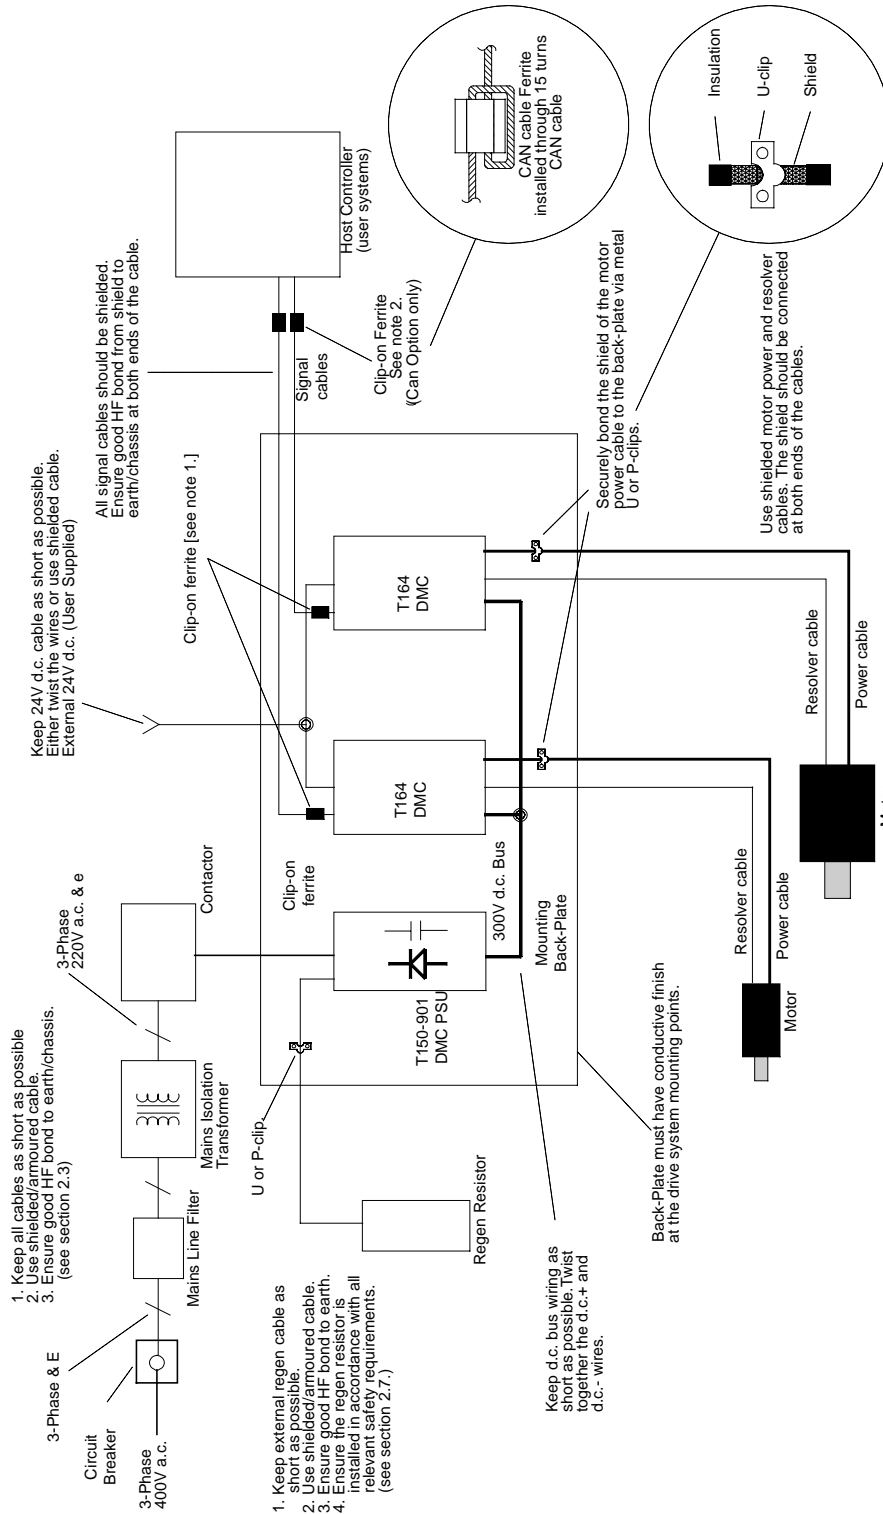 3-Phase
400V a.c.
Circuit
Breaker
3-Phase & E
1. Keep all cables as short as possible
2. Use shielded/armoured cable.
3. Ensure good HF bond to earth/chassis.
(see section 2.3)
Mains Line Filter
Mains Isolation
Transformer
3-Phase
220V a.c. & e
Contactor
Keep 24V d.c. cable as short as possible.
Either twist the wires or use shielded cable.
External 24V d.c. (User Supplied)
All signal cables should be shielded.
Ensure good HF bond from shield to
earth/chassis at both ends of the cable.
Host Controller
(user systems)
Signal
cables
Clip-on Ferrite
See note 2.
(Can Option only)
CAN cable Ferrite
installed through 15 turns
CAN cable
Clip-on ferrite [see note 1.]
Clip-on
ferrite
1. Keep external regen cable as
short as possible.
2. Use shielded/armoured cable.
3. Ensure good HF bond to earth.
4. Ensure the regen resistor is
installed in accordance with all
relevant safety requirements.
(see section 2.7.)
U or P-clip.
Regen Resistor
T150-901
DMC PSU
T164
DMC
T164
DMC
300V d.c. Bus
Mounting
Back-Plate
Keep d.c. bus wiring as
short as possible. Twist
together the d.c.+ and
d.c.- wires.
Back-Plate must have conductive finish
at the drive system mounting points.
Securely bond the shield of the motor
power cable to the back-plate via metal
U or P-clips.
Insulation
U-clip
Shield
Use shielded motor power and resolver
cables. The shield should be connected
at both ends of the cables.
Resolver cable
Power cable
Motor
Resolver cable
Power cable